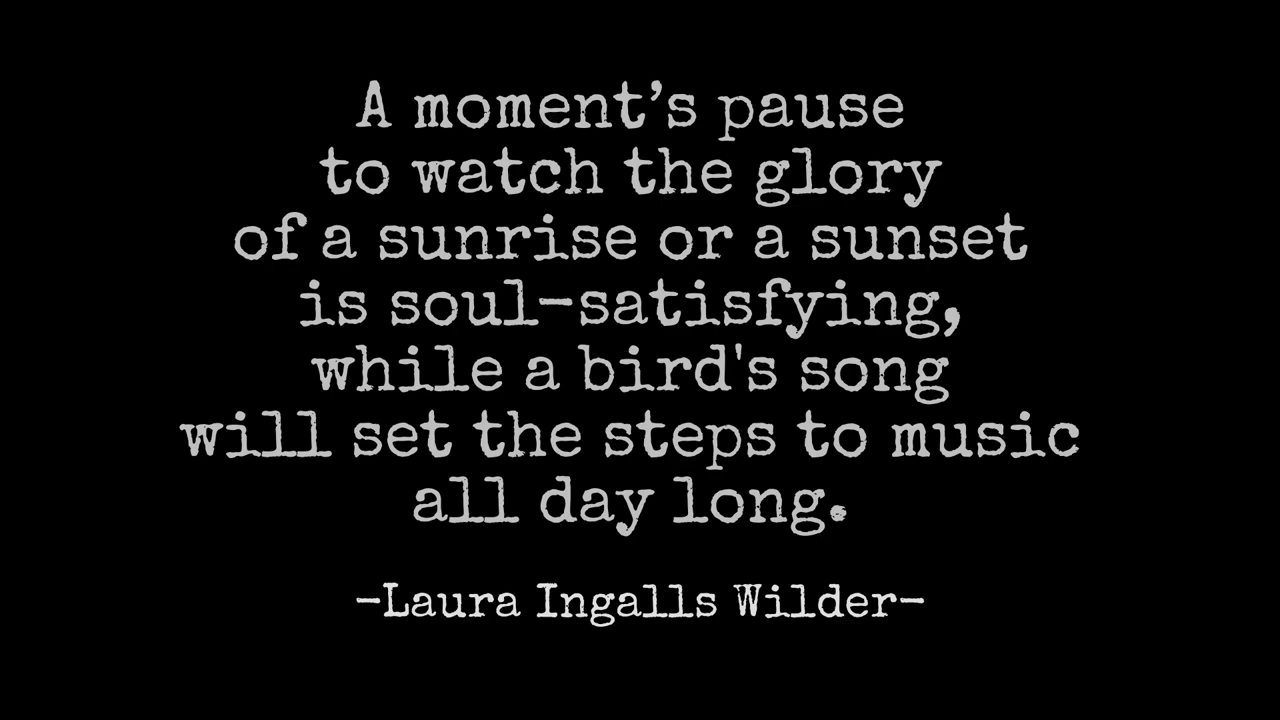 A moment’s pause
to watch the glory
of a sunrise or a sunset
is soul-satisfying,
while a bird's song
will set the steps to music
all day long.
-Laura Ingalls Wilder-